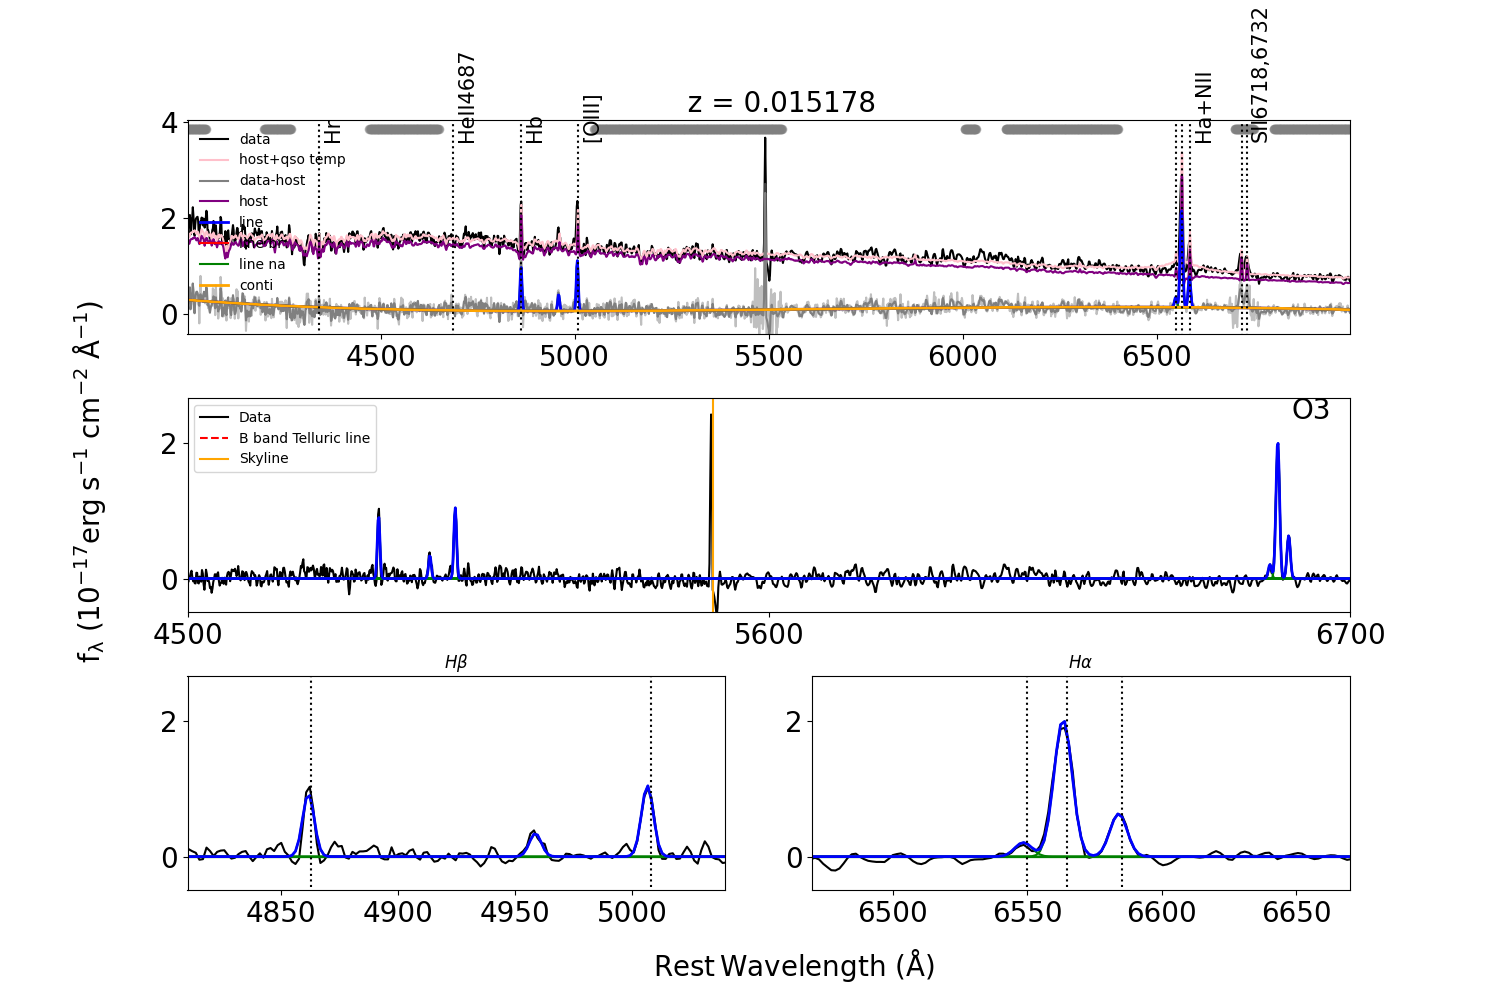 z = 0.015178
Hr
HeII4687
Hb
[OIII]
Ha+NII
SII6718,6732
data
host+qso temp
data-host
host
line
line na
conti
4
2
0
4500 5000 5500 6000 6500
O3
Data
B band Telluric line
Skyline
2
0
4500 5600 6700
fλ (10−17erg s−1 cm−2 Å−1)
Hβ
2
0
4850 4900 4950 5000
Hα
2
0
6500 6550 6600 6650
Rest Wavelength (Å)